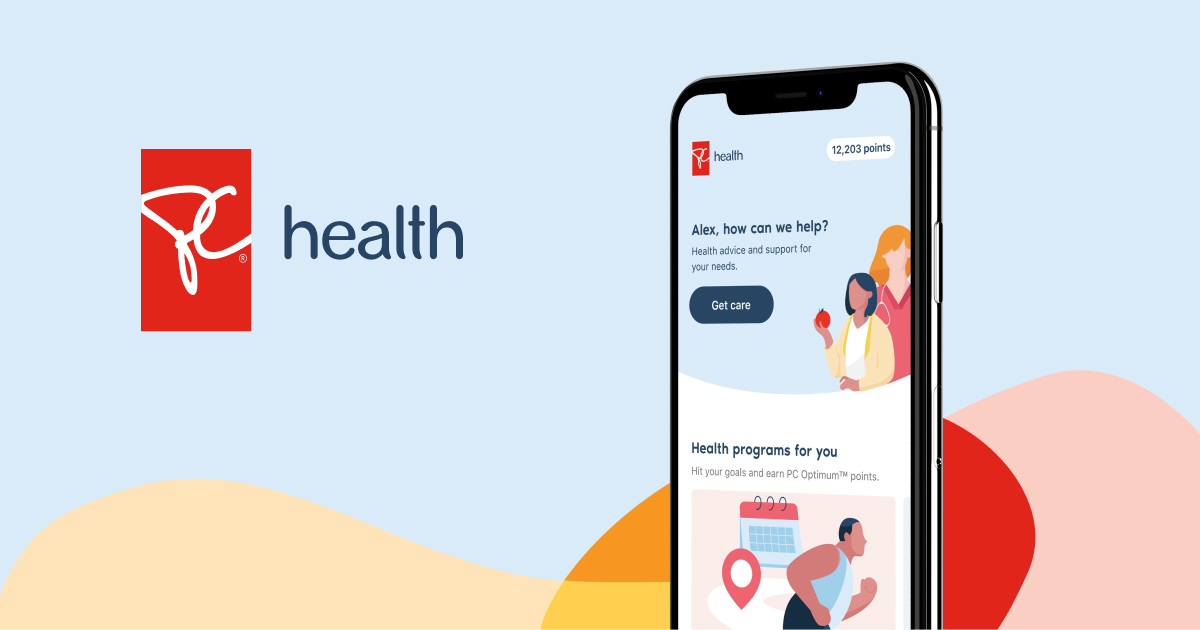 PC®
health
PC health
12,203 points
Alex, how can we help?
Health advice and support for
your needs.
Get care
Health programs for you
Hit your goals and earn PC Optimum™ points.